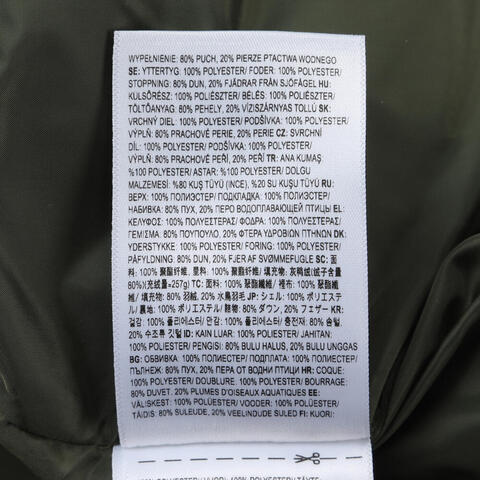 WYPEŁNIENIE: 80% PUCH, 20% PIERZE PTACTWA WODNEGO
SE: YTTERTYG: 100% POLYESTER/ FODER: 100% POLYESTER/
STOPPNING: 80% DUN, 20% FJÄDRAR FRÅN SJÖFÅGEL HU:
KÜLSŐRÉSZ: 100% POLIÉSZTER/ BÉLÉS: 100% POLIÉSZTER/
TÖLTŐANYAG: 80% PEHELY, 20% VÍZISZÁRNYAS TOLLÚ SK:
VRCHNÝ DIEL: 100% POLYESTER/ PODŠÍVKA: 100% POLYESTER/
VÝPLŇ: 80% PRACHOVÉ PERIE, 20% PERIE CZ: SVRCHNÍ
DÍL: 100% POLYESTER/ PODŠÍVKA: 100% POLYESTER/
VÝPLŇ: 80% PRACHOVÉ PEŘÍ, 20% PEŘÍ TR: ANA KUMAŞ:
%100 POLYESTER/ ASTAR: %100 POLYESTER/ DOLGU
MALZEMESİ: %80 KUŞ TÜYÜ (İNCE), %20 SU KUŞU TÜYÜ RU:
ВЕРХ: 100% ПОЛИЭСТЕР/ ПОДКЛАДКА: 100% ПОЛИЭСТЕР/
НАБИВКА: 80% ПУХ, 20% ПЕРО ВОДОПЛАВАЮЩЕЙ ПТИЦЫ EL:
ΚΕΛΥΦΟΣ: 100% ΠΟΛΥΕΣΤΕΡΑΣ/ ΦΟΔΡΑ: 100% ΠΟΛΥΕΣΤΕΡΑΣ/
ΓΕΜΙΣΜΑ: 80% ΠΟΥΠΟΥΛΟ, 20% ΦΤΕΡΑ ΥΔΡΟΒΙΩΝ ΠΤΗΝΩΝ DK:
YDERSTYKKE: 100% POLYESTER/ FORING: 100% POLYESTER/
OPFYLDNING: 80% DUN, 20% FJER AF SVØMMEFUGLE SC: 面
料: 100% 聚酯纤维, 里料: 100% 聚酯纤维, 填充物: 灰鸭绒(绒子含量
80%)(充绒量=257g) TC: 面料: 100% 聚酯纖維/ 裡布: 100% 聚酯纖
維/ 填充物: 80% 羽絨, 20% 水鳥羽毛 JP: シェル: 100% ポリエステ
ル/ 裏地: 100% ポリエステル/ 詰物: 80% ダウン, 20% フェザー KR:
겉감: 100% 폴리에스터/ 안감: 100% 폴리에스터/ 충전재: 80% 솜털,
20% 수조류 깃털 ID: KAIN LUAR: 100% POLIESTER/ JAHITAN:
100% POLIESTER/ PENGISI: 80% BULU HALUS, 20% BULU UNGGAS
BG: ОБВИВКА: 100% ПОЛИЕСТЕР/ ПОДПЛАТА: 100% ПОЛИЕСТЕР/
ПЪЛНЕЖ: 80% ПУХ, 20% ПЕРА ОТ ВОДНИ ПТИЦИ HR: COQUE:
100% POLYESTER/ DOUBLURE: 100% POLYESTER/ BOURRAGE:
80% DUVET, 20% PLUMES D'OISEAUX AQUATIQUES EE:
VÄLISKEST: 100% POLÜESTER/ VOODER: 100% POLÜESTER/
TÄIDIS: 80% SULEUDE, 20% VEELINDUDE SULED FI: KUORI: